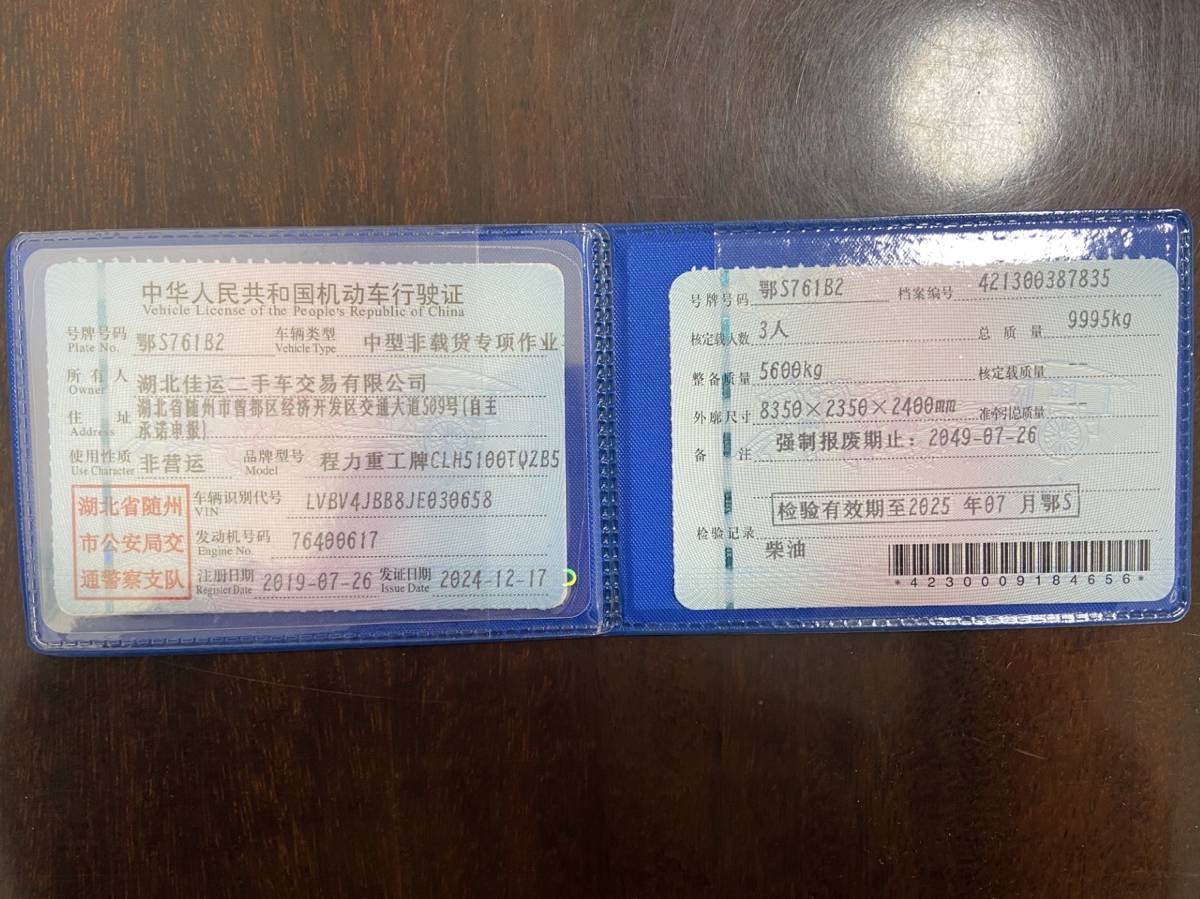 中华人民共和国机动车行驶证
Vehicle License of the People's Republic of China
号牌号码 鄂S761B2 车辆类型 中型非载货专项作业
Plate No. Vehicle Type
所有人 湖北佳运二手车交易有限公司
Owner
住址 湖北省随州市曾都区经济开发区交通大道509号(自主
Address 承诺申报)
使用性质 非营运 品牌型号 程力重工牌CLH5100TQZB5
Use Character Model
湖北省随州
市公安局交
通警察支队
车辆识别代号 LVBV4JBB8JE030658
VIN
发动机号码 76400617
Engine No.
注册日期 2019-07-26 发证日期 2024-12-17
Register Date Issue Date
号牌号码 鄂S761B2 档案编号 421300387835
核定载人数 3人 总质量 9995kg
整备质量 5600kg 核定载质量 --
外廓尺寸 8350×2350×2400mm 准牵引总质量 --
备注 强制报废期止:2049-07-26
检验有效期至2025 年07 月鄂S
检验记录
柴油
*4230009184656*